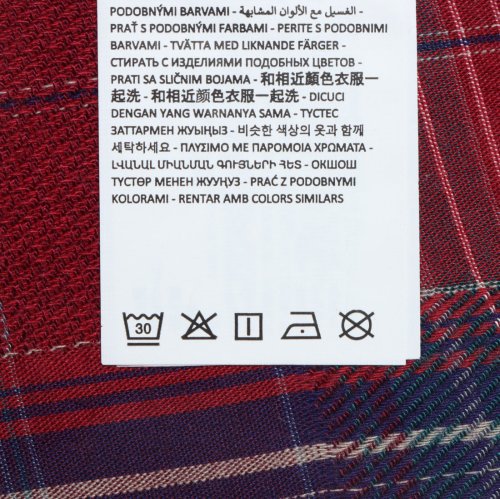 PODOBNÝMI BARVAMI - الغسيل مع الألوان المشابهة -
PRAŤ S PODOBNÝMI FARBAMI - PERITE S PODOBNIMI
BARVAMI - TVÄTTA MED LIKNANDE FÄRGER -
СТИРАТЬ С ИЗДЕЛИЯМИ ПОДОБНЫХ ЦВЕТОВ -
PRATI SA SLIČNIM BOJAMA - 和相近顏色衣服一
起洗 - 和相近颜色衣服一起洗 - DICUCI
DENGAN YANG WARNANYA SAMA - ТҮСТЕС
ЗАТТАРМЕН ЖУЫҢЫЗ - 비슷한 색상의 옷과 함께
세탁하세요 - ΠΛΥΣΙΜΟ ΜΕ ΠΑΡΟΜΟΙΑ ΧΡΩΜΑΤΑ -
ԼՎԱՆԱԼ ՄԻԱՆՄԱՆ ԳՈՒՅՆԵՐԻ ՀԵՏ - ОКШОШ
ТҮСТӨР МЕНЕН ЖУУҢУЗ - PRAĆ Z PODOBNYMI
KOLORAMI - RENTAR AMB COLORS SIMILARS
30